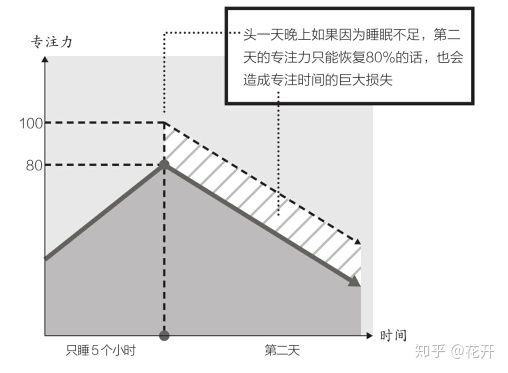 头一天晚上如果因为睡眠不足，第二
天的专注力只能恢复80%的话，也会
造成专注时间的巨大损失
专注力
100
80
时间
只睡5个小时
第二天
知乎 @花开